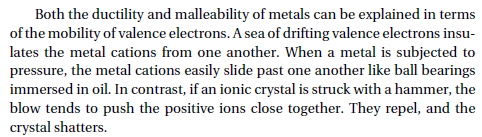 Both the ductility and malleability of metals can be explained in terms
of the mobility of valence electrons. A sea of drifting valence electrons insu-
lates the metal cations from one another. When a metal is subjected to
pressure, the metal cations easily slide past one another like ball bearings
immersed in oil. In contrast, if an ionic crystal is struck with a hammer, the
blow tends to push the positive ions close together. They repel, and the
crystal shatters.